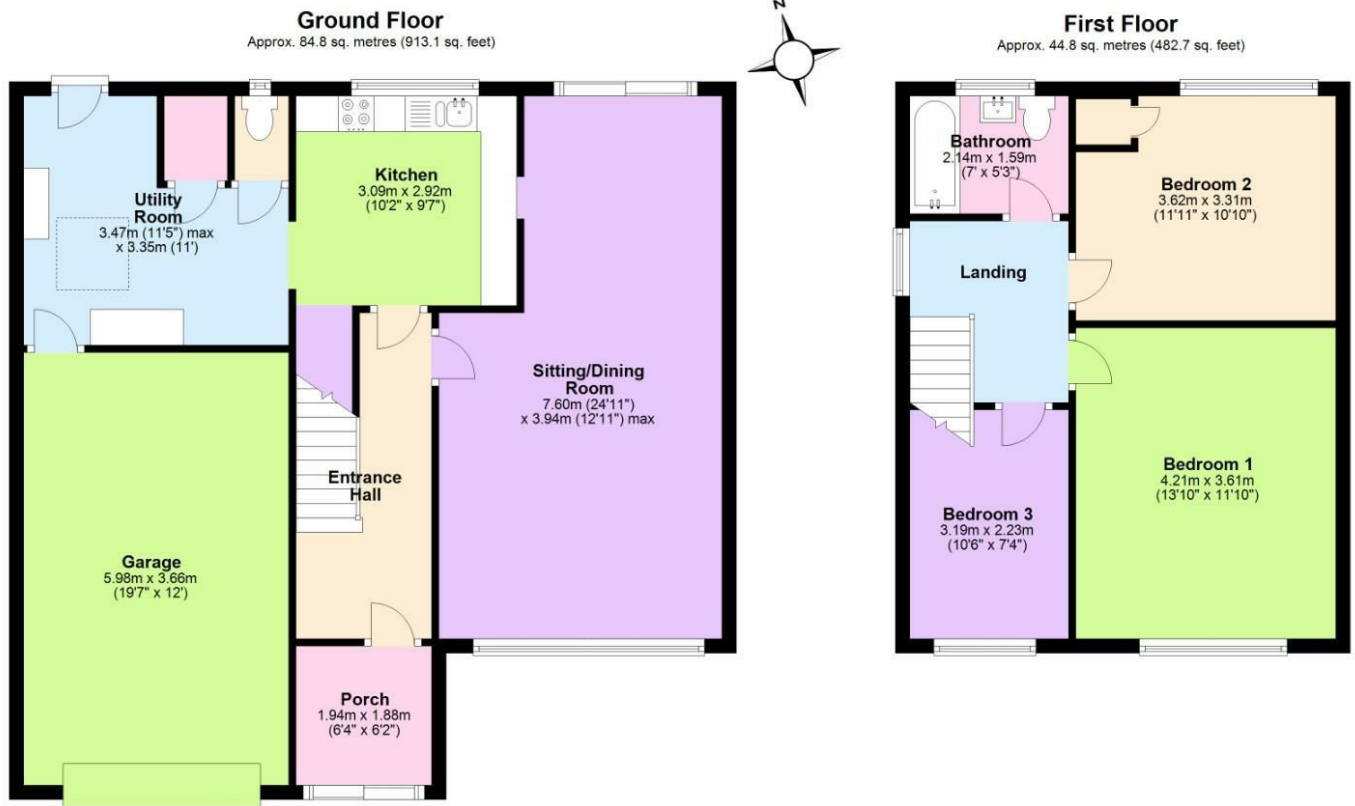 Ground Floor
Approx. 84.8 sq. metres (913.1 sq. feet)
N
First Floor
Approx. 44.8 sq. metres (482.7 sq. feet)
Utility
Room
3.47m (11'5") max
x 3.35m (11')
Kitchen
3.09m x 2.92m
(10'2" x 9'7")
Sitting/Dining
Room
7.60m (24'11")
x 3.94m (12'11") max
Entrance
Hall
Garage
5.98m x 3.66m
(19'7" x 12')
Porch
1.94m x 1.88m
(6'4" x 6'2")
Bathroom
2.14m x 1.59m
(7' x 5'3")
Bedroom 2
3.62m x 3.31m
(11'11" x 10'10")
Landing
Bedroom 1
4.21m x 3.61m
(13'10" x 11'10")
Bedroom 3
3.19m x 2.23m
(10'6" x 7'4")